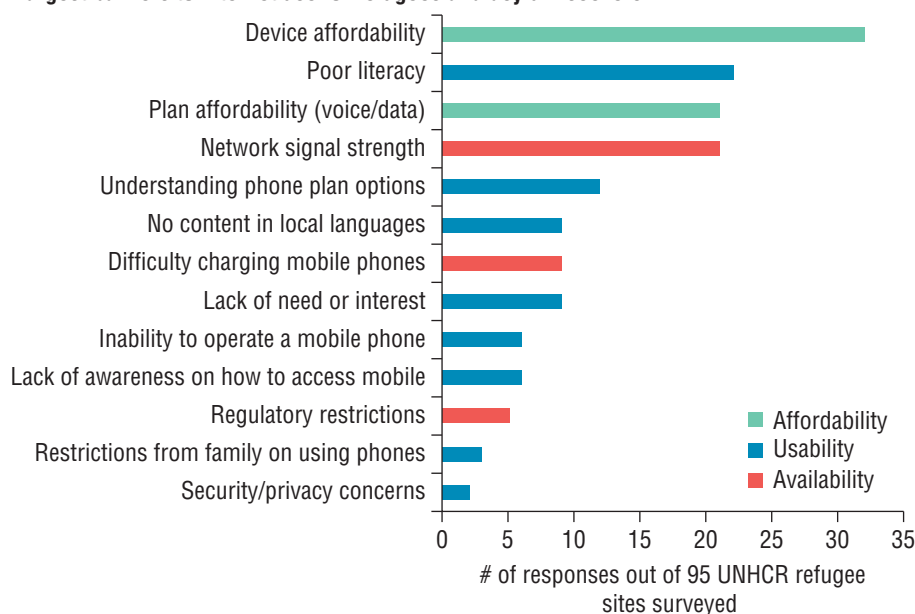 Device affordability
Poor literacy
Plan affordability (voice/data)
Network signal strength
Understanding phone plan options
No content in local languages
Difficulty charging mobile phones
Lack of need or interest
Inability to operate a mobile phone
Lack of awareness on how to access mobile
Regulatory restrictions
Restrictions from family on using phones
Security/privacy concerns
Affordability
Usability
Availability
0 5 10 15 20 25 30 35
# of responses out of 95 UNHCR refugee
sites surveyed